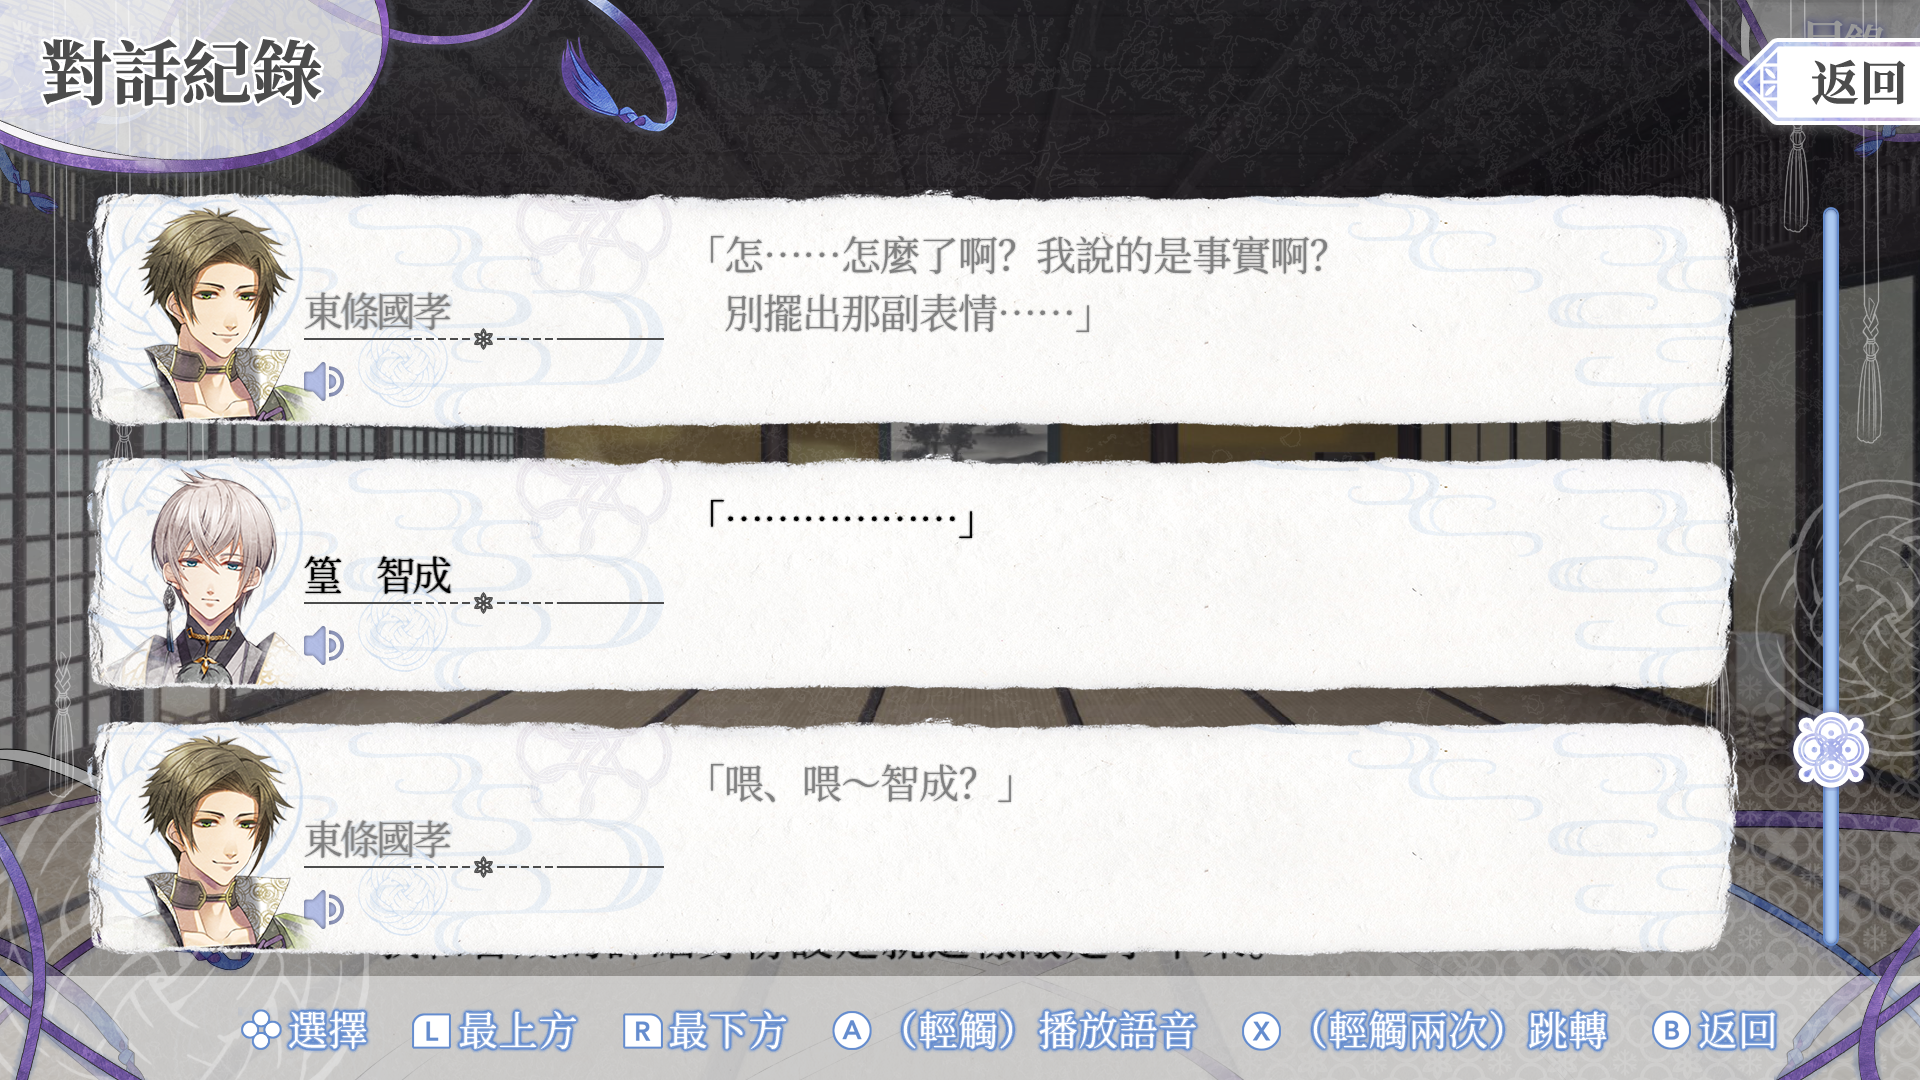 對話紀錄
返回
東條國孝
「怎……怎麼了啊？我說的是事實啊？
別擺出那副表情……」
篁　智成
「………………」
東條國孝
「喂、喂～智成？」
選擇
L 最上方
R 最下方
A （輕觸）播放語音
X （輕觸兩次）跳轉
B 返回